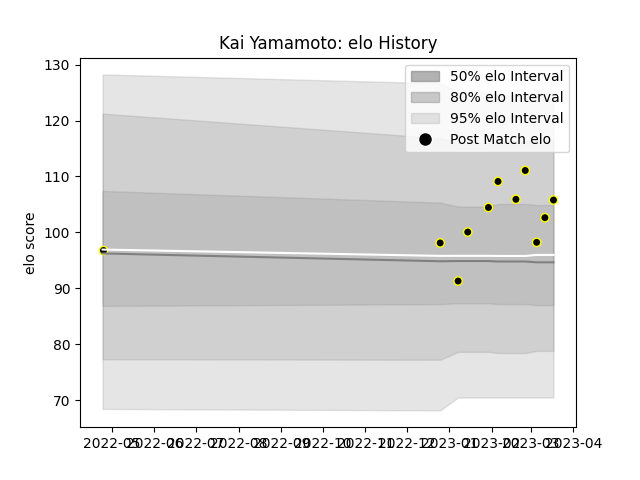 Kai Yamamoto: elo History
130
120
110
100
90
80
70
elo score
50% elo Interval
80% elo Interval
95% elo Interval
Post Match elo
2022-05 2022-06 2022-07 2022-08 2022-09 2022-10 2022-11 2022-12 2023-01 2023-02 2023-03 2023-04